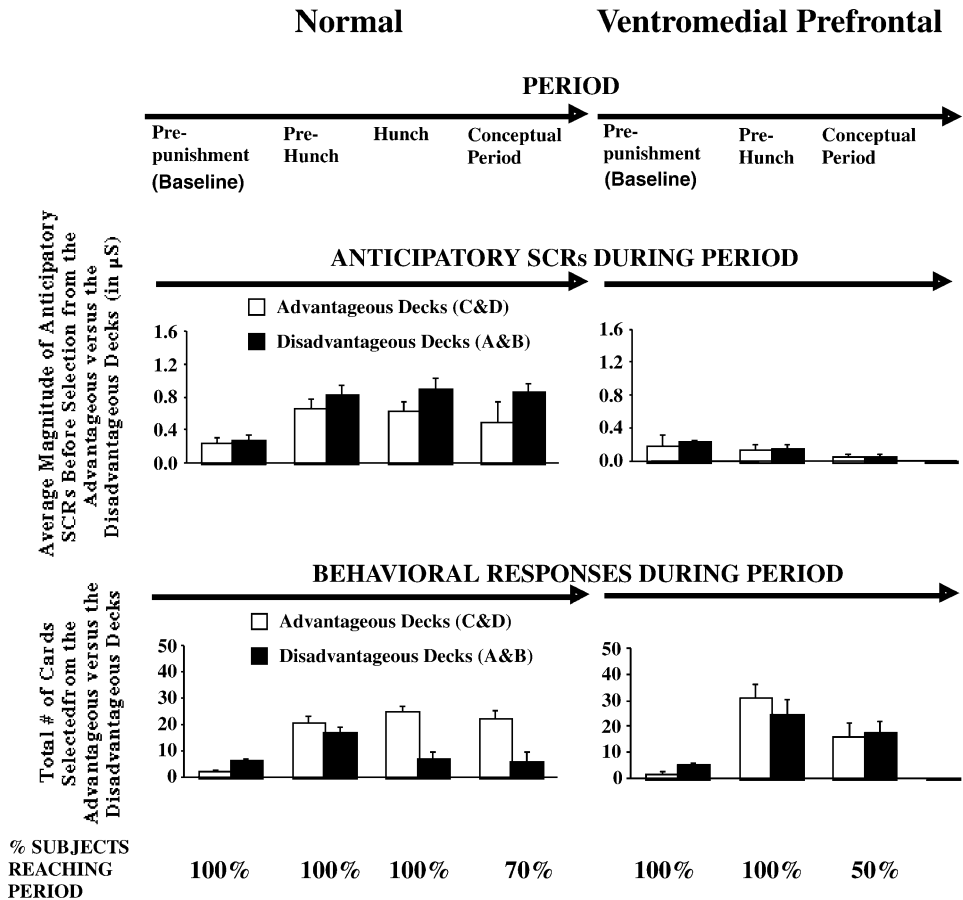 Normal
Ventromedial Prefrontal
PERIOD
Pre-
punishment
(Baseline)
Pre-
Hunch
Hunch
Conceptual
Period
Pre-
punishment
(Baseline)
Pre-
Hunch
Conceptual
Period
Average Magnitude of Anticipatory
SCRs Before Selection from the
Advantageous versus the
Disadvantageous Decks (in µS)
ANTICIPATORY SCRs DURING PERIOD
Advantageous Decks (C&D)
Disadvantageous Decks (A&B)
1.6
1.2
0.8
0.4
0.0
1.6
1.2
0.8
0.4
0.0
Total # of Cards
Selectedfrom the
Advantageous versus the
Disadvantageous Decks
BEHAVIORAL RESPONSES DURING PERIOD
Advantageous Decks (C&D)
Disadvantageous Decks (A&B)
50
40
30
20
10
0
50
40
30
20
10
0
% SUBJECTS
REACHING
PERIOD
100%
100%
100%
70%
100%
100%
50%